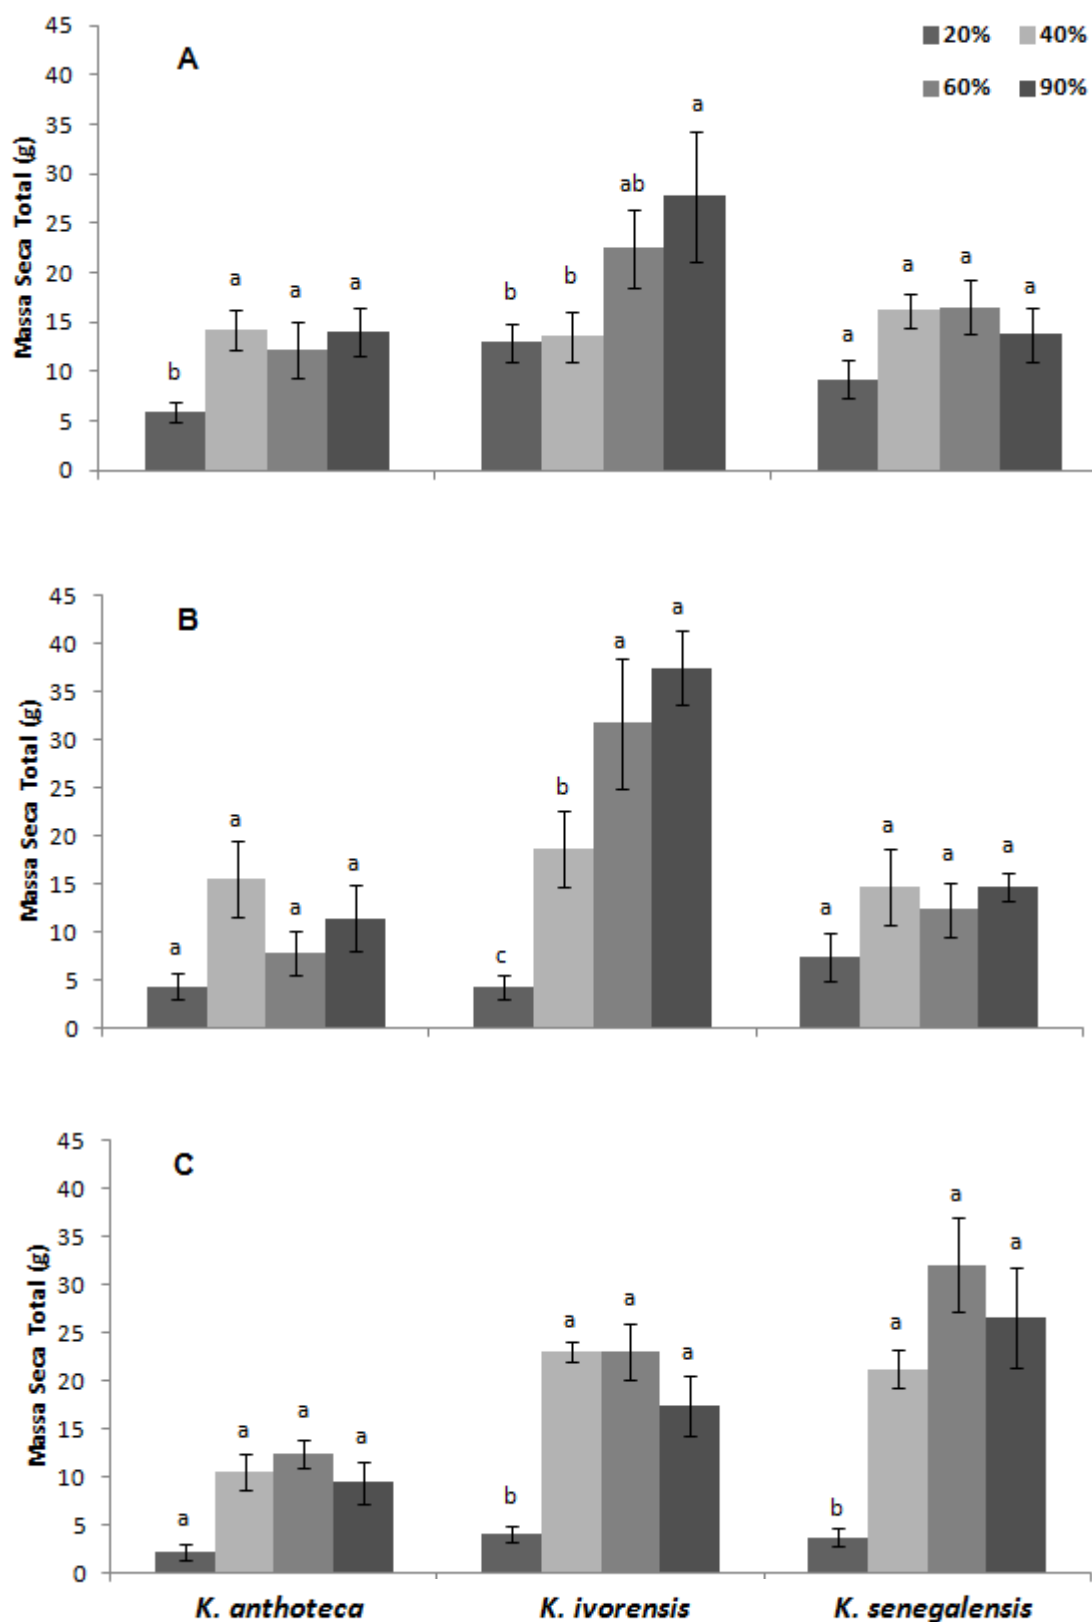 A
20% 40%
60% 90%
Massa Seca Total (g)
45
40
35
30
25
20
15
10
5
0
b a a a
b b ab a
a a a a
B
Massa Seca Total (g)
45
40
35
30
25
20
15
10
5
0
a a a a
c b a a
a a a a
C
Massa Seca Total (g)
45
40
35
30
25
20
15
10
5
0
a a a a
b a a a
b a a a
K. anthoteca K. ivorensis K. senegalensis